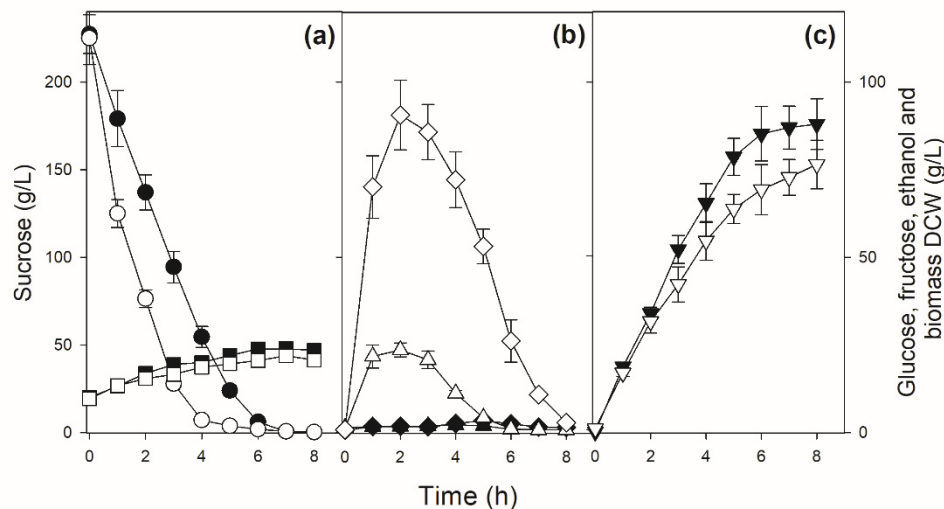 (a)
(b)
(c)
Sucrose (g/L)
200
150
100
50
0
0 2 4 6 8
0 2 4 6 8
0 2 4 6 8
Time (h)
100
50
0
Glucose, fructose, ethanol and
biomass DCW (g/L)